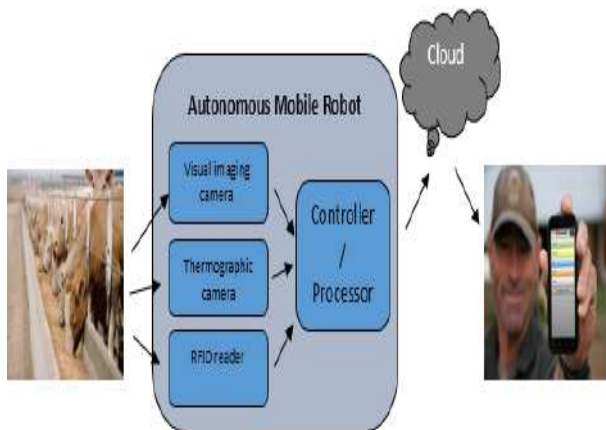 Cloud
Autonomous Mobile Robot
Visual imaging
camera
Thermographic
camera
RFID reader
Controller
/
Processor